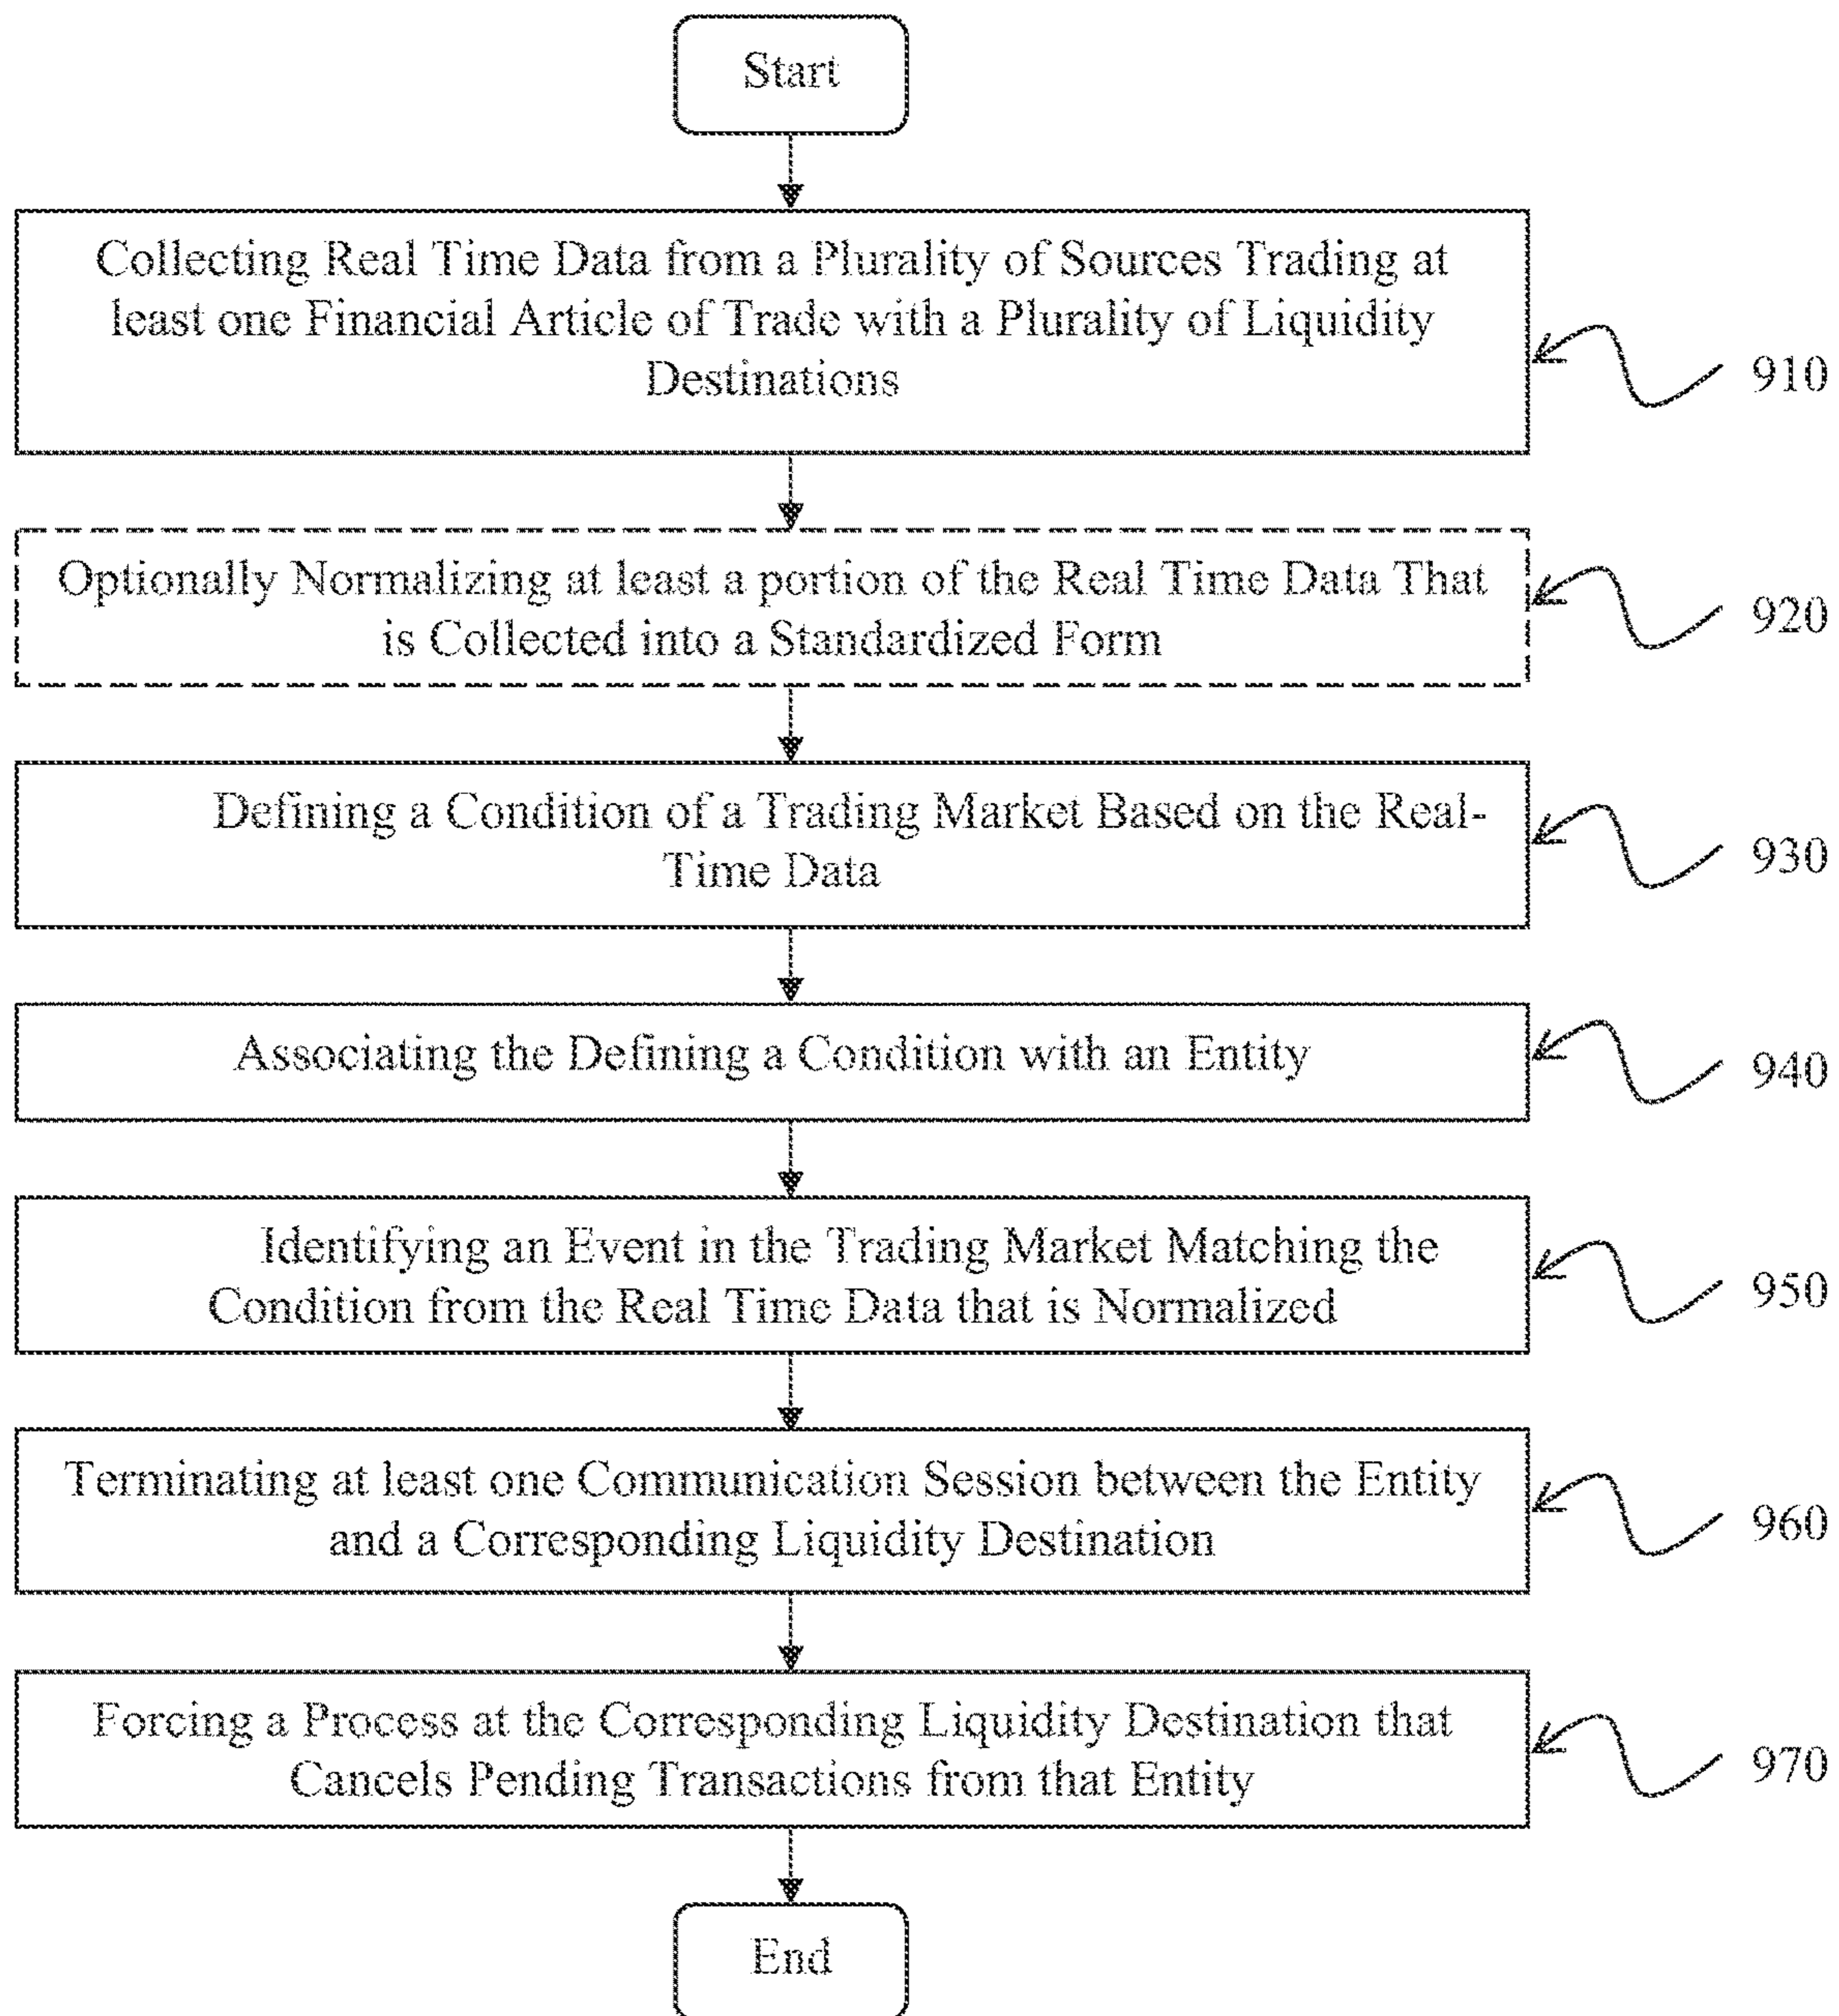 Start
Collecting Real Time Data from a Plurality of Sources Trading at
least one Financial Article of Trade with a Plurality of Liquidity
Destinations
910
Optionally Normalizing at least a portion of the Real Time Data That
is Collected into a Standardized Form
920
Defining a Condition of a Trading Market Based on the Real-
Time Data
930
Associating the Defining a Condition with an Entity
940
Identifying an Event in the Trading Market Matching the
Condition from the Real Time Data that is Normalized
950
Terminating at least one Communication Session between the Entity
and a Corresponding Liquidity Destination
960
Forcing a Process at the Corresponding Liquidity Destination that
Cancels Pending Transactions from that Entity
970
End